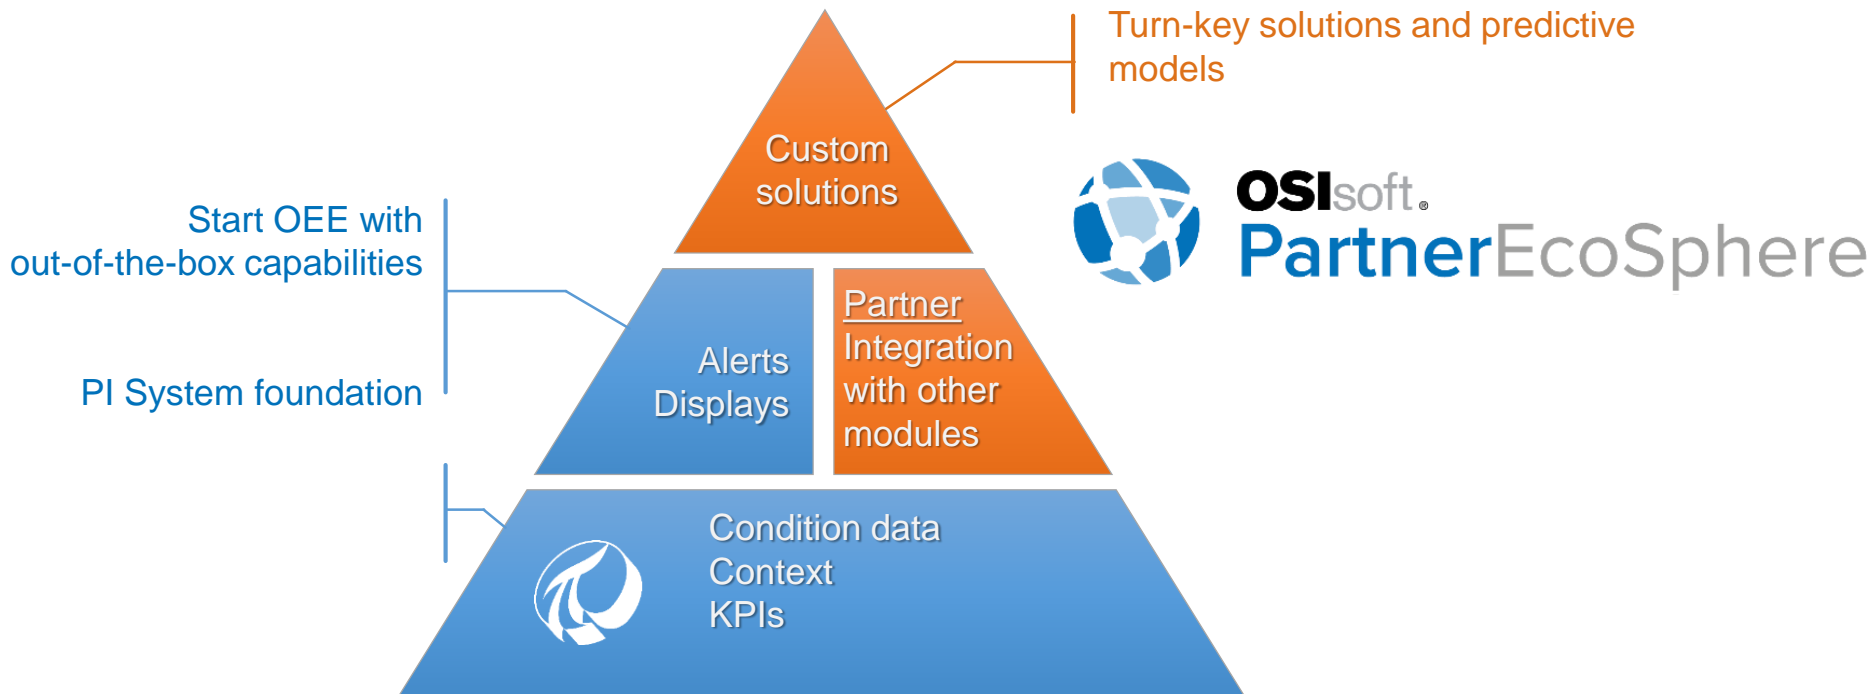 Turn-key solutions and predictive
models
Custom
solutions
OSIsoft®
PartnerEcoSphere
Start OEE with
out-of-the-box capabilities
Partner
Integration
with other
modules
Alerts
Displays
PI System foundation
Condition data
Context
KPIs